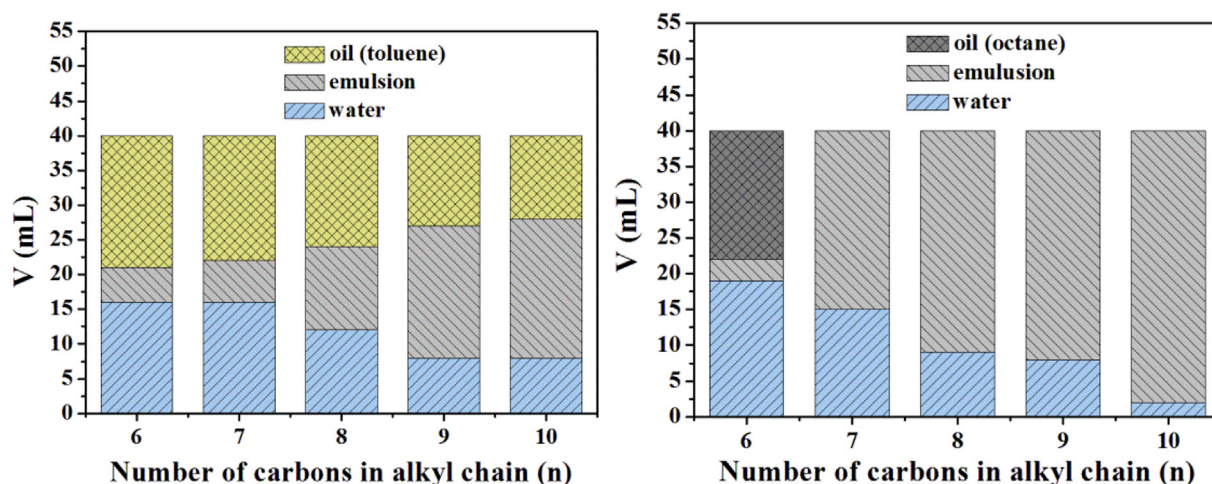 55
50
45
40
35
30
25
20
15
10
5
0
V (mL)
oil (toluene)
emulsion
water
6 7 8 9 10
Number of carbons in alkyl chain (n)
55
50
45
40
35
30
25
20
15
10
5
0
V (mL)
oil (octane)
emulusion
water
6 7 8 9 10
Number of carbons in alkyl chain (n)